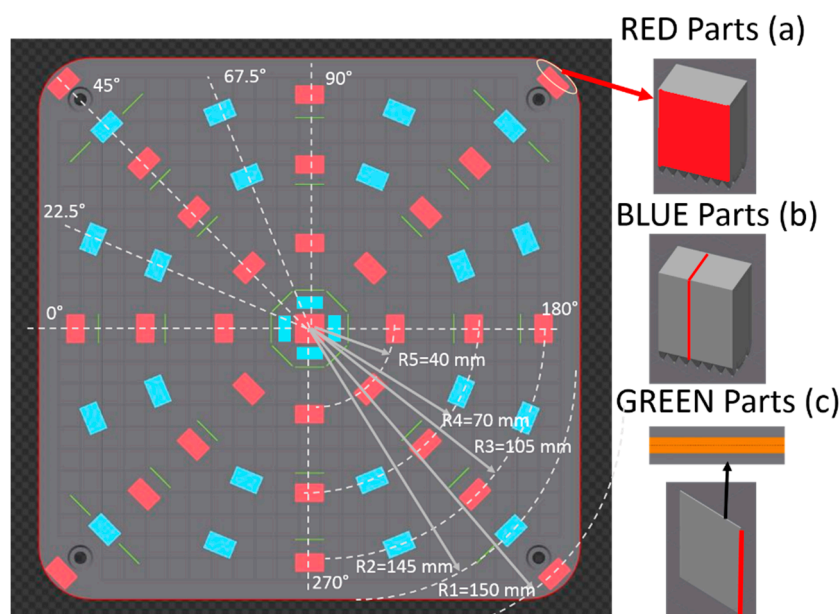 RED Parts (a)
67.5°
90°
45°
BLUE Parts (b)
22.5°
0°
180°
R5=40 mm
R4=70 mm
GREEN Parts (c)
R3=105 mm
R2=145 mm
270°
R1=150 mm